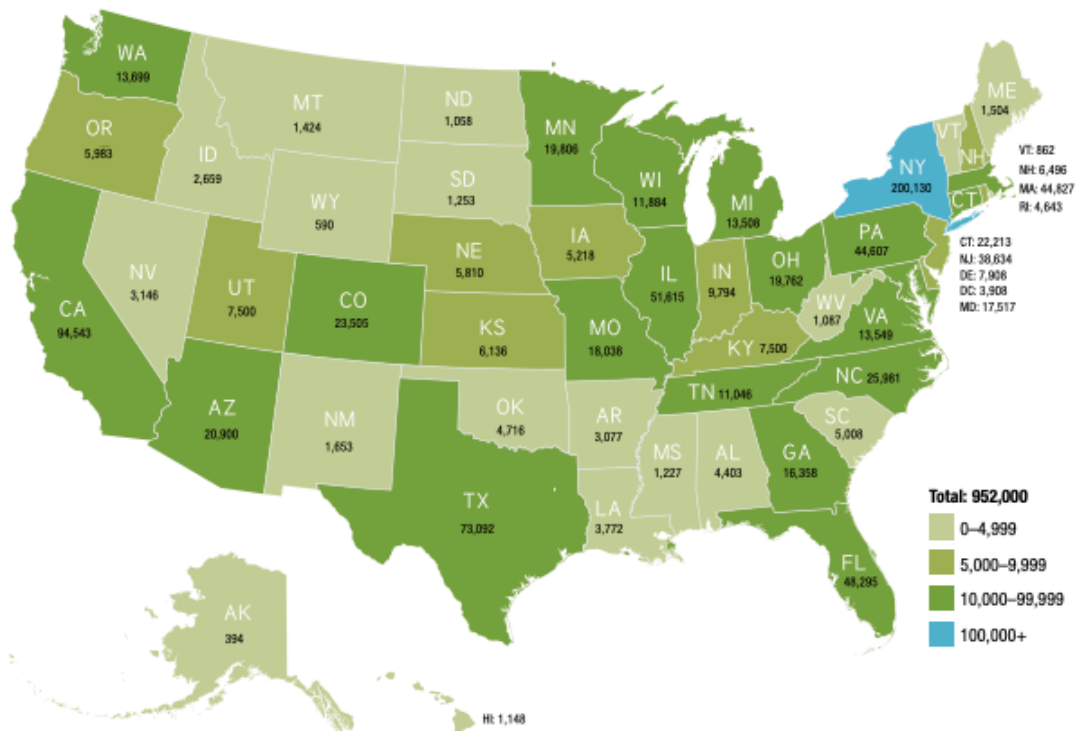 WA
13,699
OR
5,983
ID
2,659
MT
1,424
ND
1,058
SD
1,253
WY
590
MN
19,806
WI
11,884
MI
13,508
NE
5,810
IA
5,218
NV
3,146
UT
7,500
CO
23,505
CA
94,543
KS
6,136
MO
18,038
IL
51,615
IN
9,794
OH
19,762
KY 7,500
WV
1,087
VA
13,549
PA
44,607
NY
200,130
VT
NH
ME
1,504
CT
VT: 862
NH: 6,496
MA: 44,827
RI: 4,643
CT: 22,213
NJ: 38,634
DE: 7,908
DC: 3,908
MD: 17,517
AZ
20,900
NM
1,653
OK
4,716
AR
3,077
TN 11,046
NC 25,981
SC
5,008
MS
1,227
AL
4,403
GA
16,358
TX
73,092
LA
3,772
FL
48,295
AK
394
HI: 1,148
Total: 952,000
0–4,999
5,000–9,999
10,000–99,999
100,000+